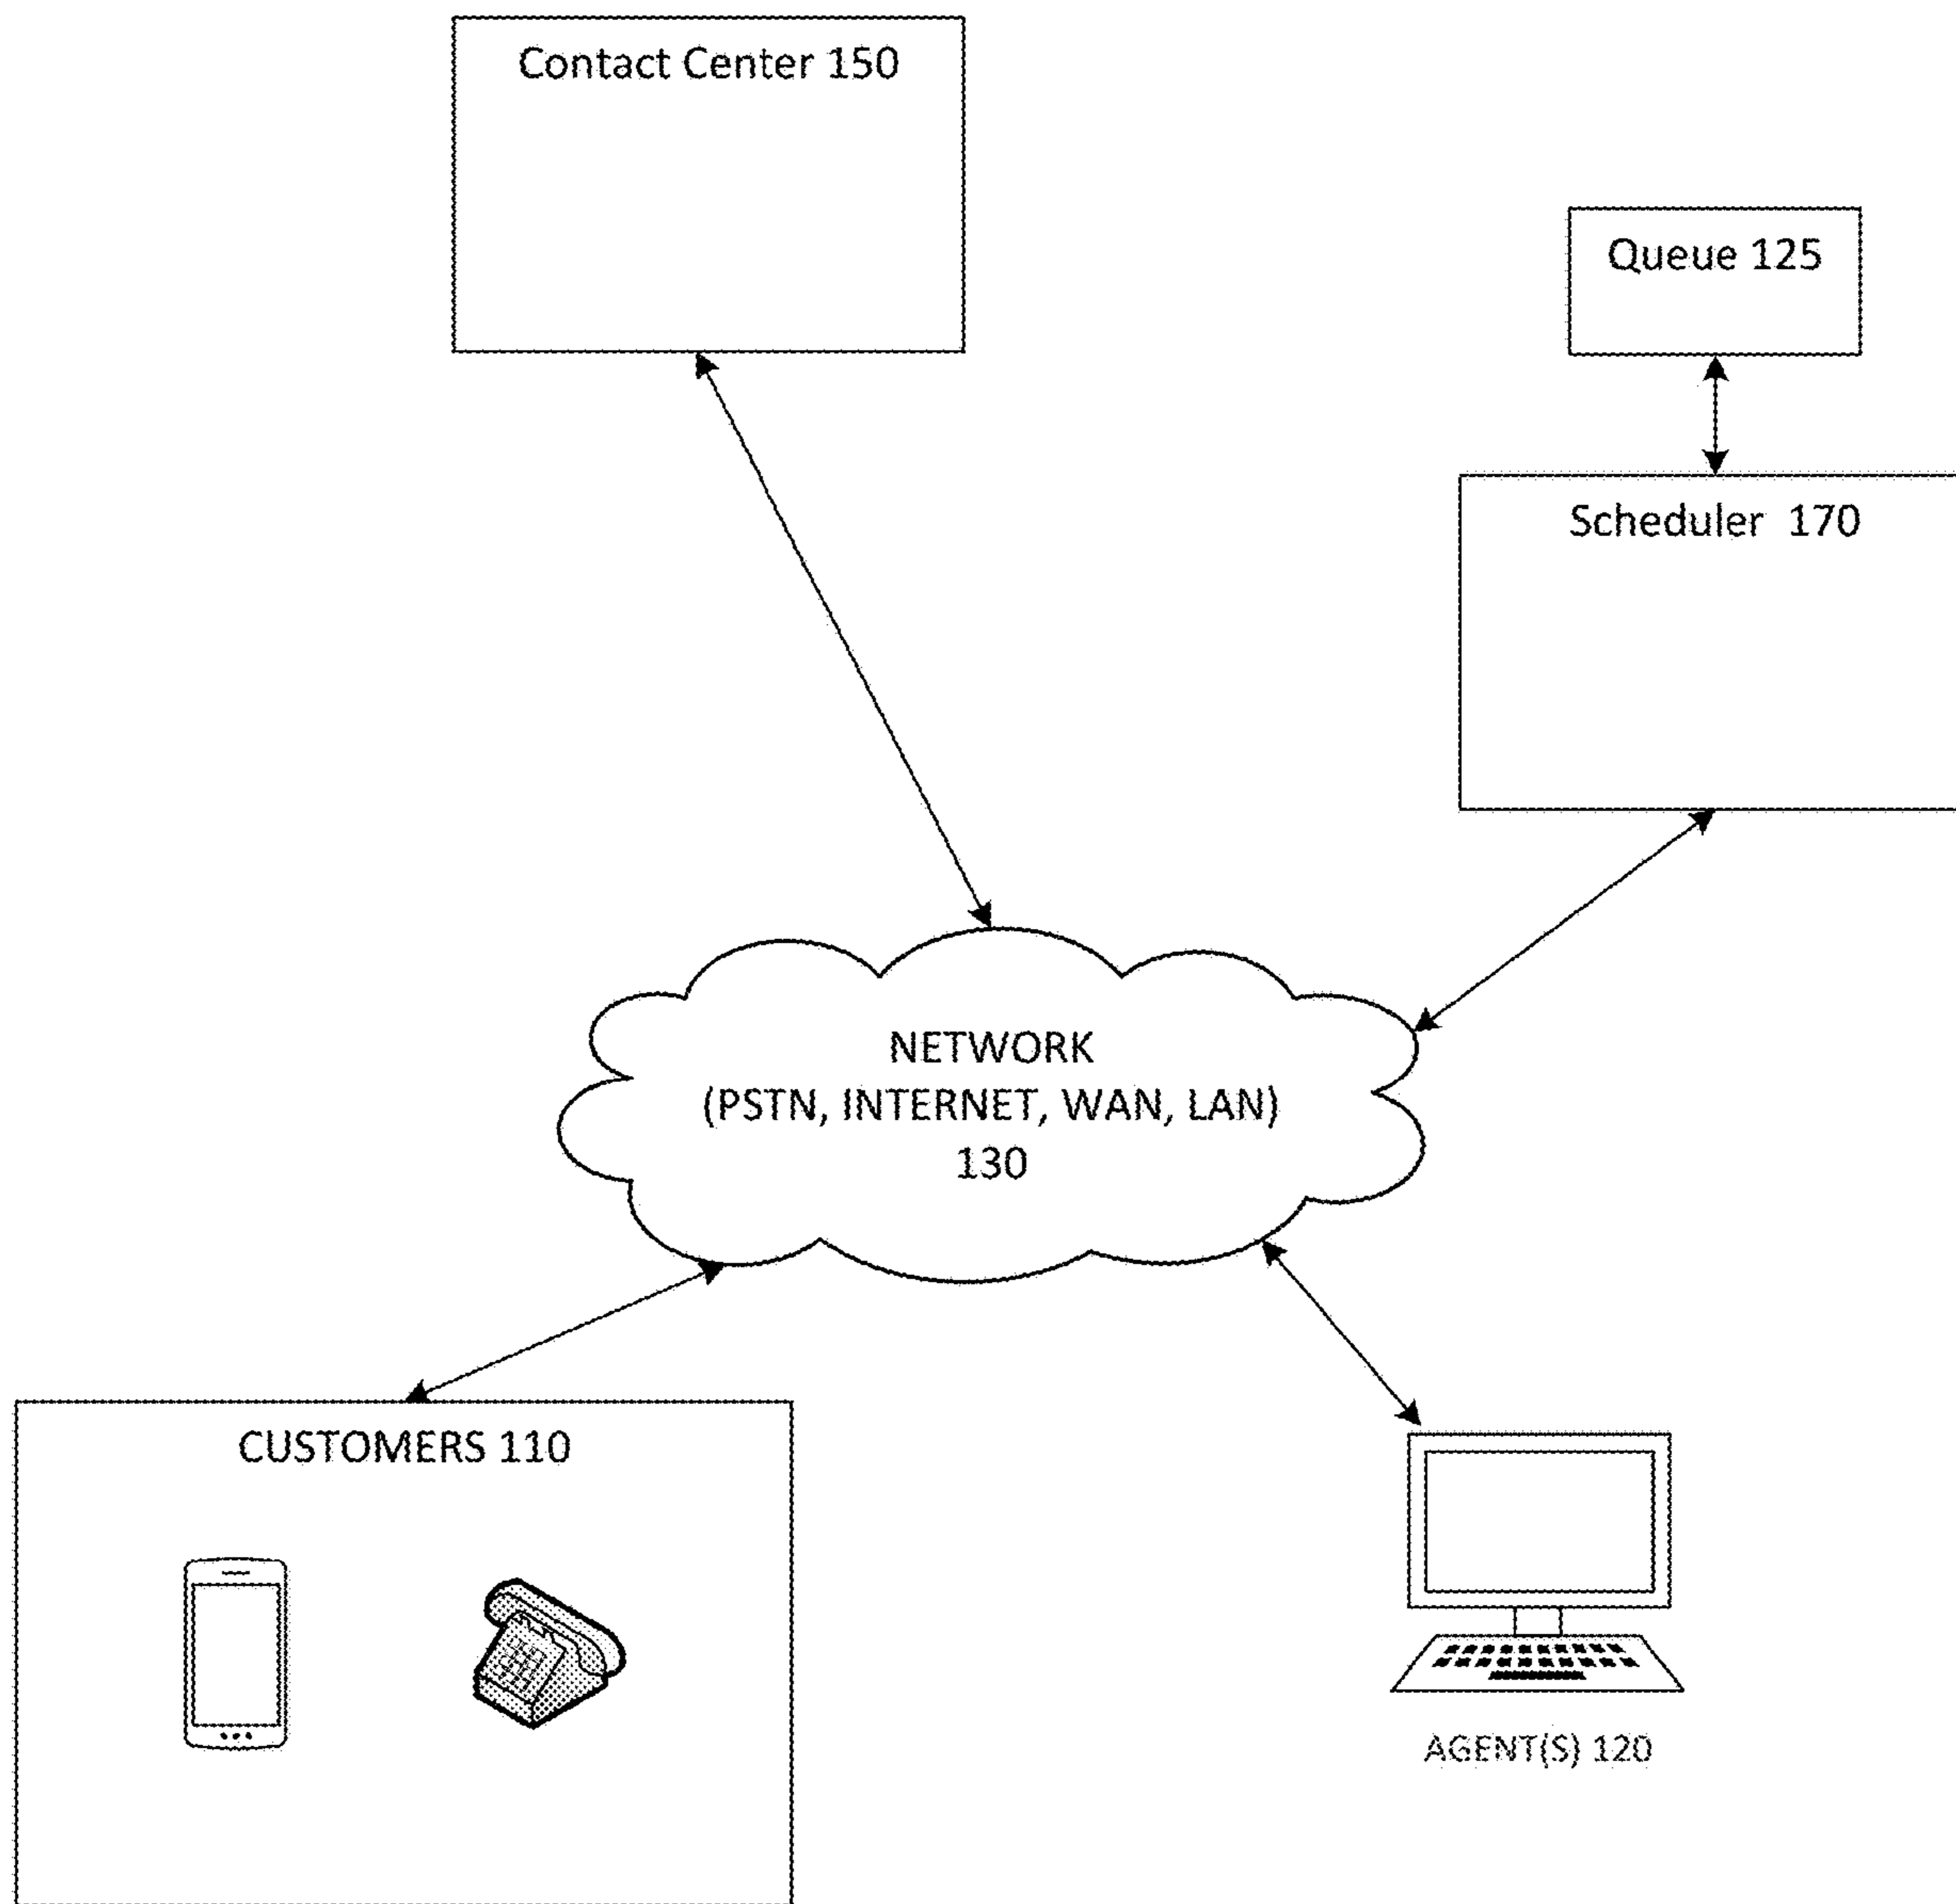 Contact Center 150
Queue 125
Scheduler 170
NETWORK
(PSTN, INTERNET, WAN, LAN)
130
CUSTOMERS 110
AGENT(S) 120